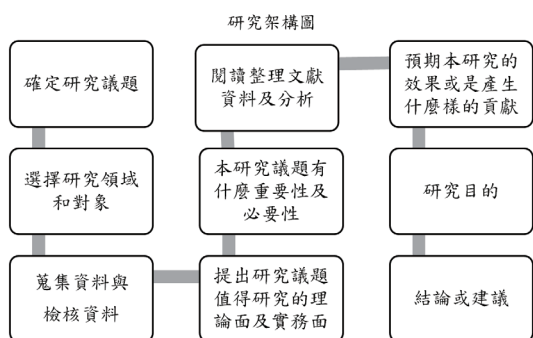 研究架構圖
確定研究議題
選擇研究領域
和對象
蒐集資料與
檢核資料
提出研究議題
值得研究的理
論面及實務面
本研究議題有
什麼重要性及
必要性
閱讀整理文獻
資料及分析
預期本研究的
效果或是產生
什麼樣的貢獻
研究目的
結論或建議